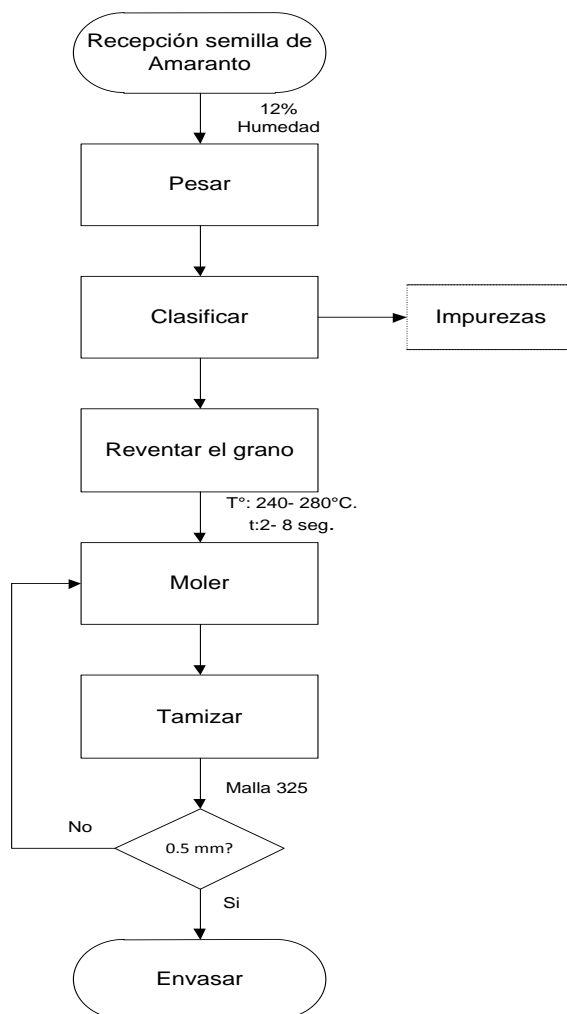 Recepción semilla de
Amaranto
12%
Humedad
Pesar
Clasificar
Impurezas
Reventar el grano
T°: 240- 280°C.
t:2- 8 seg.
Moler
Tamizar
Malla 325
No
0.5 mm?
Si
Envasar